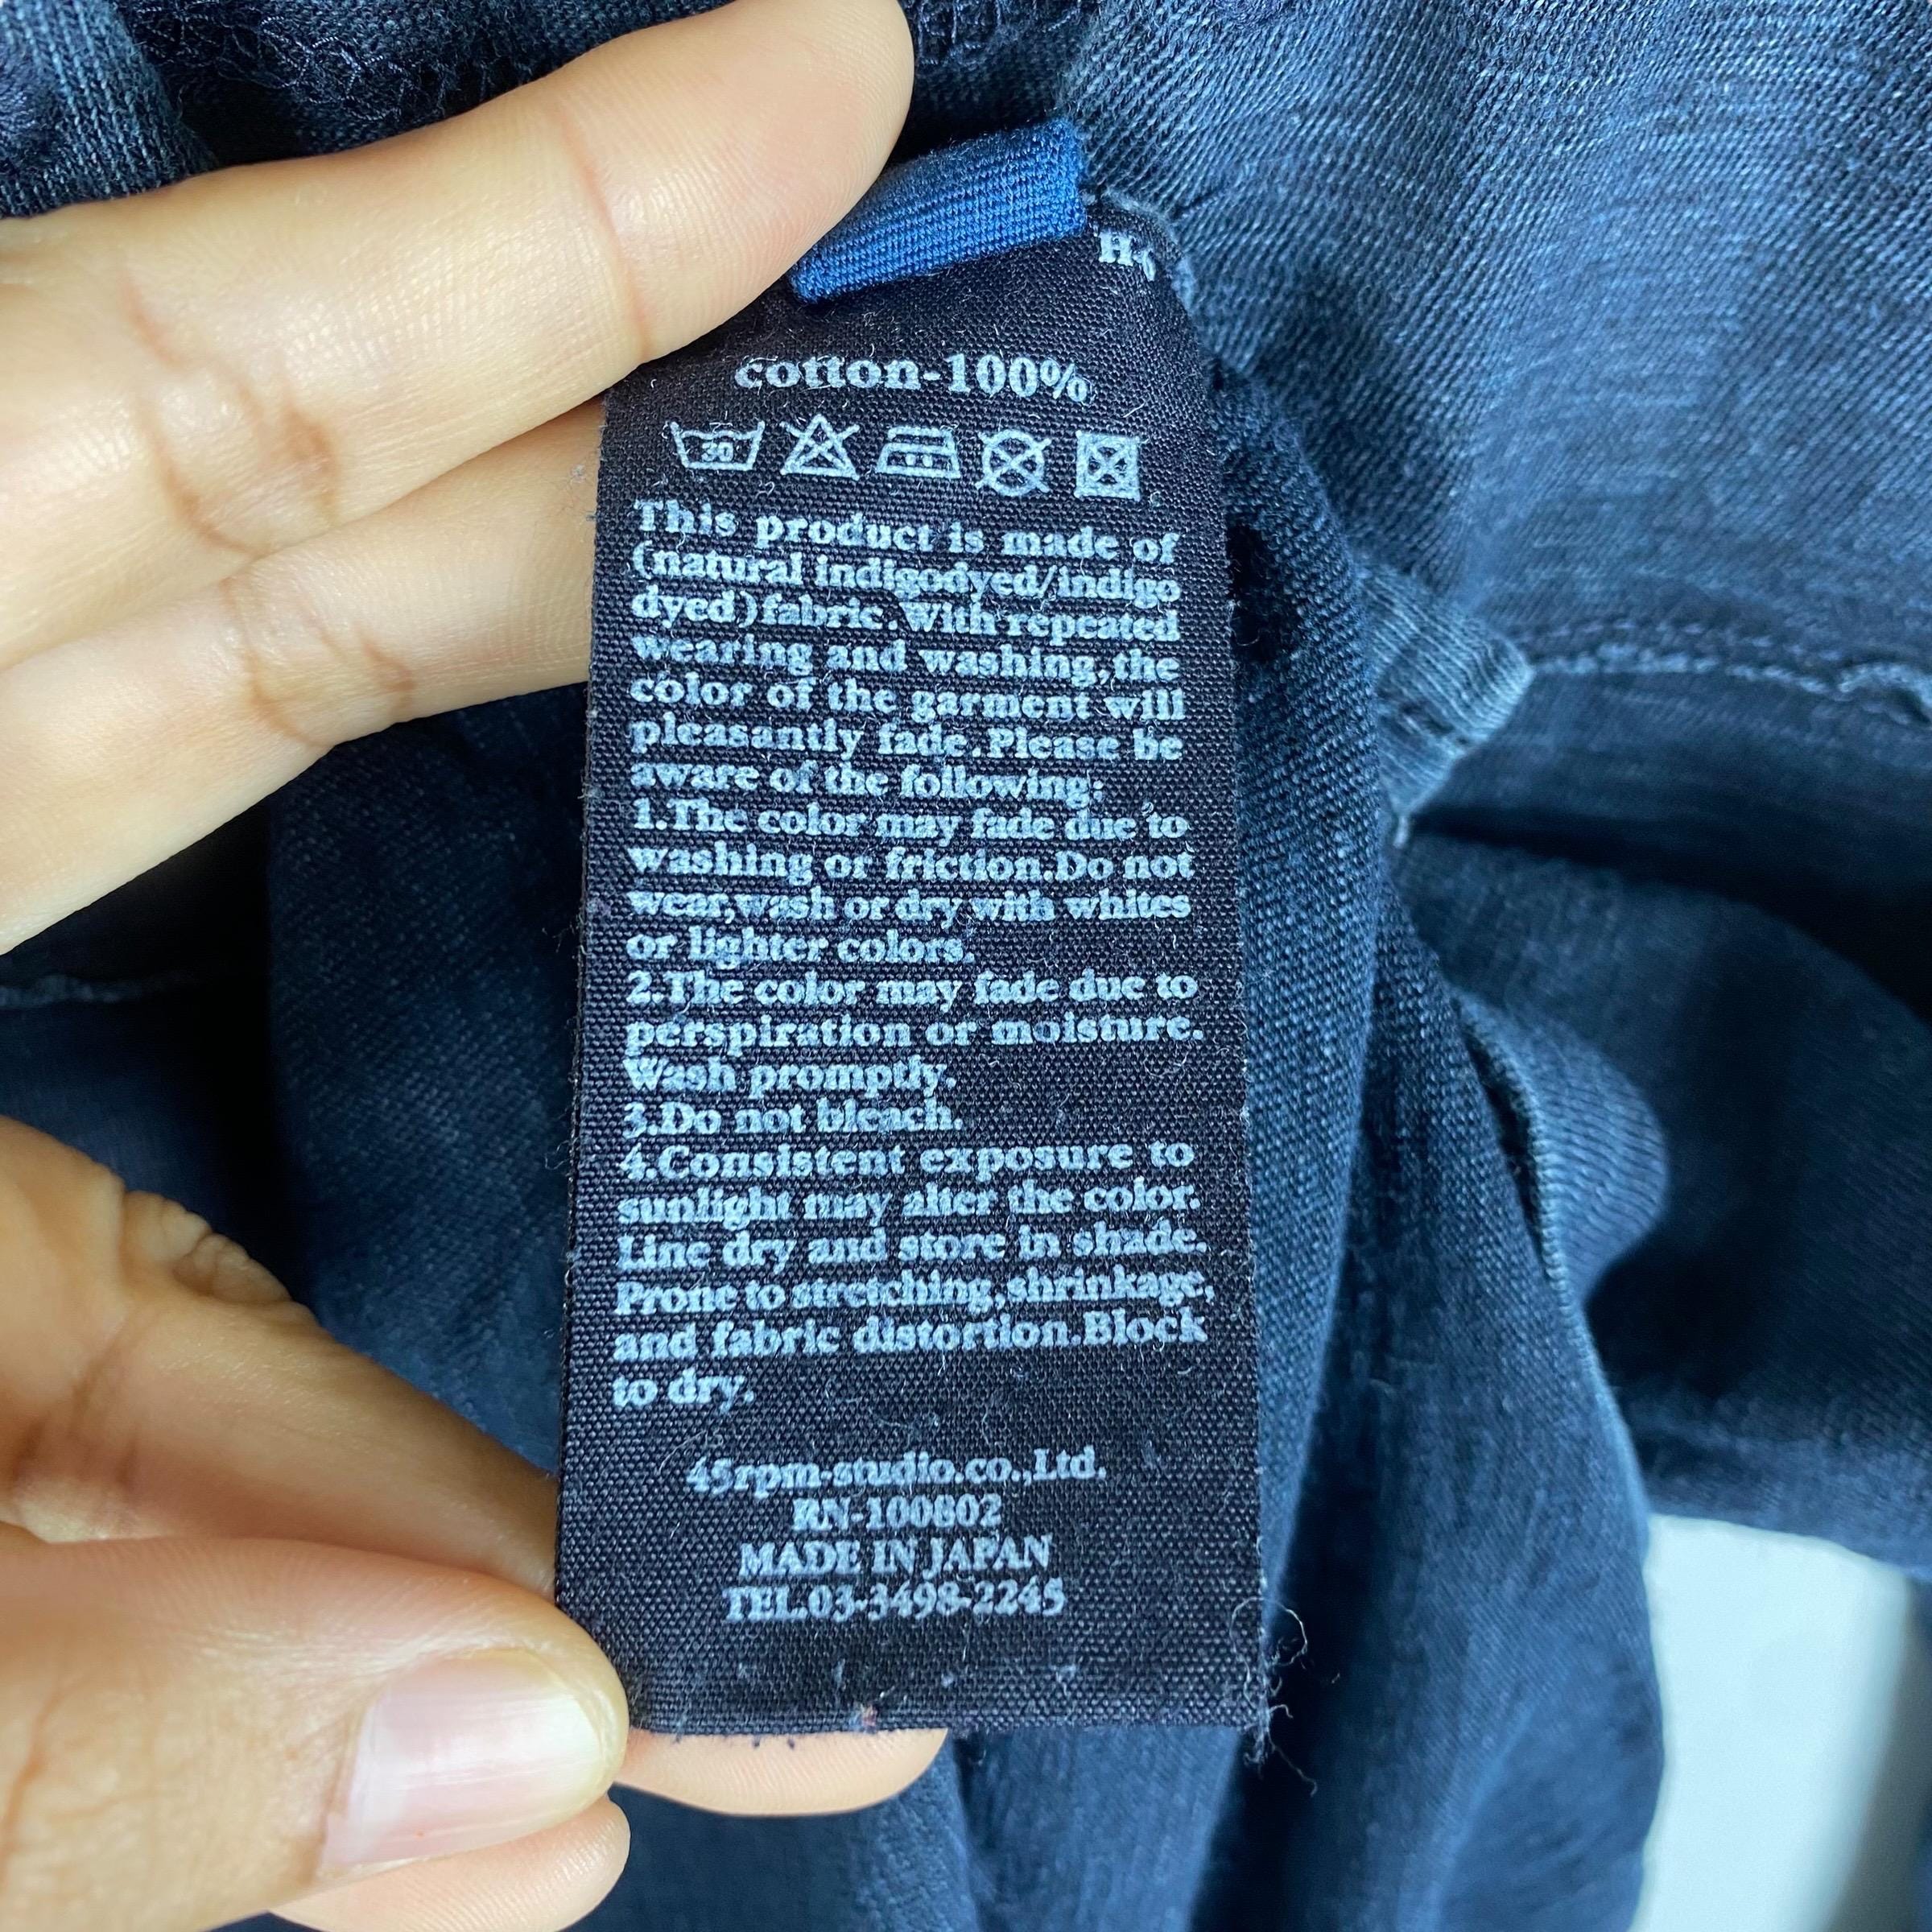 cotton-100%
30
This product is made of
(natural indigodyed/indigo
dyed)fabric.With repeated
wearing and washing,the
color of the garment will
pleasantly fade.Please be
aware of the following:
1.The color may fade due to
washing or friction.Do not
wear,wash or dry with whites
or lighter colors.
2.The color may fade due to
perspiration or moisture.
Wash promptly.
3.Do not bleach.
4.Consistent exposure to
sunlight may alter the color.
Line dry and store in shade.
Prone to stretching,shrinkage,
and fabric distortion.Block
to dry.
45rpm-studio.co.,Ltd.
RN-100802
MADE IN JAPAN
TEL.03-3498-2245